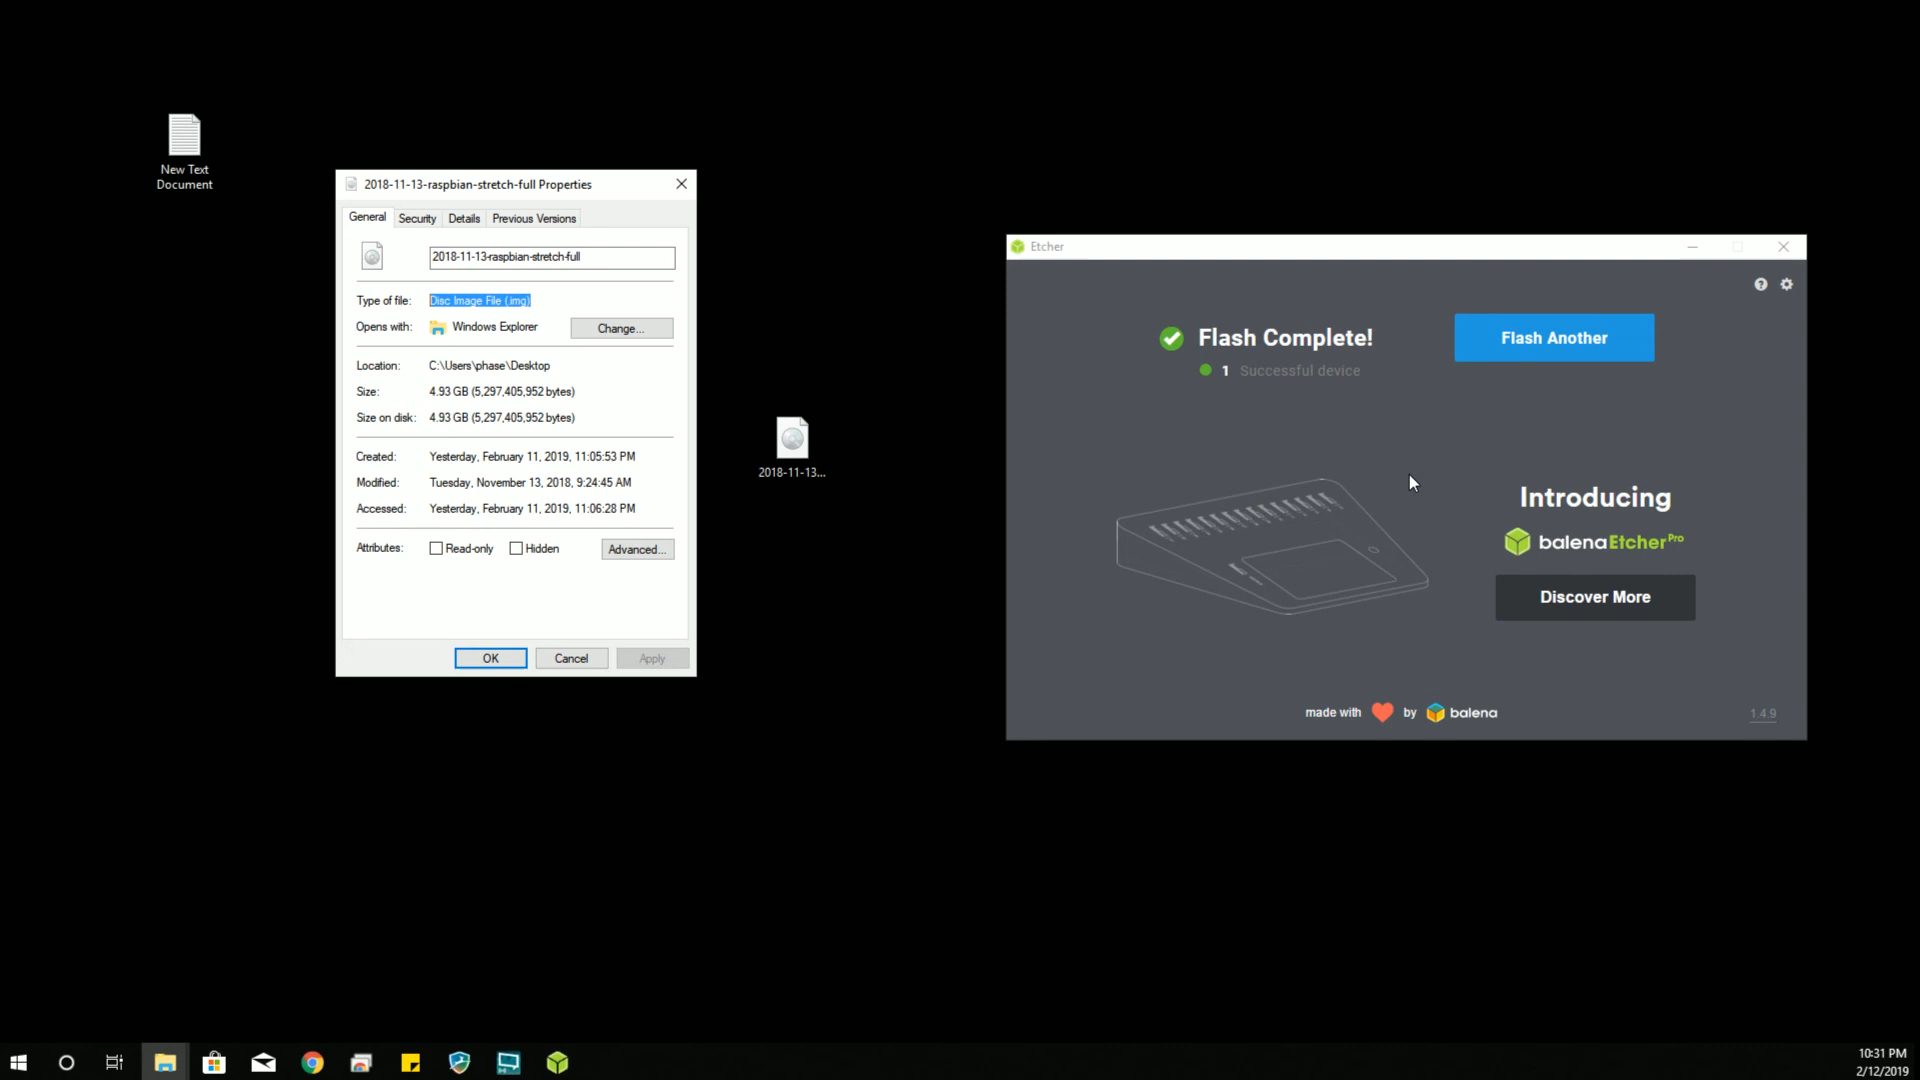 New Text
Document
2018-11-13-raspbian-stretch-full Properties
General Security Details Previous Versions
2018-11-13-raspbian-stretch-full
Type of file: Disc Image File (.img)
Opens with: Windows Explorer Change...
Location: C:\Users\phase\Desktop
Size: 4.93 GB (5,297,405,952 bytes)
Size on disk: 4.93 GB (5,297,405,952 bytes)
Created: Yesterday, February 11, 2019, 11:05:53 PM
Modified: Tuesday, November 13, 2018, 9:24:45 AM
Accessed: Yesterday, February 11, 2019, 11:06:28 PM
Attributes: Read-only Hidden Advanced...
OK Cancel Apply
2018-11-13...
Etcher
Flash Complete!
1 Successful device
Flash Another
Introducing
balenaEtcher Pro
Discover More
made with by balena
1.4.9
10:31 PM
2/12/2019